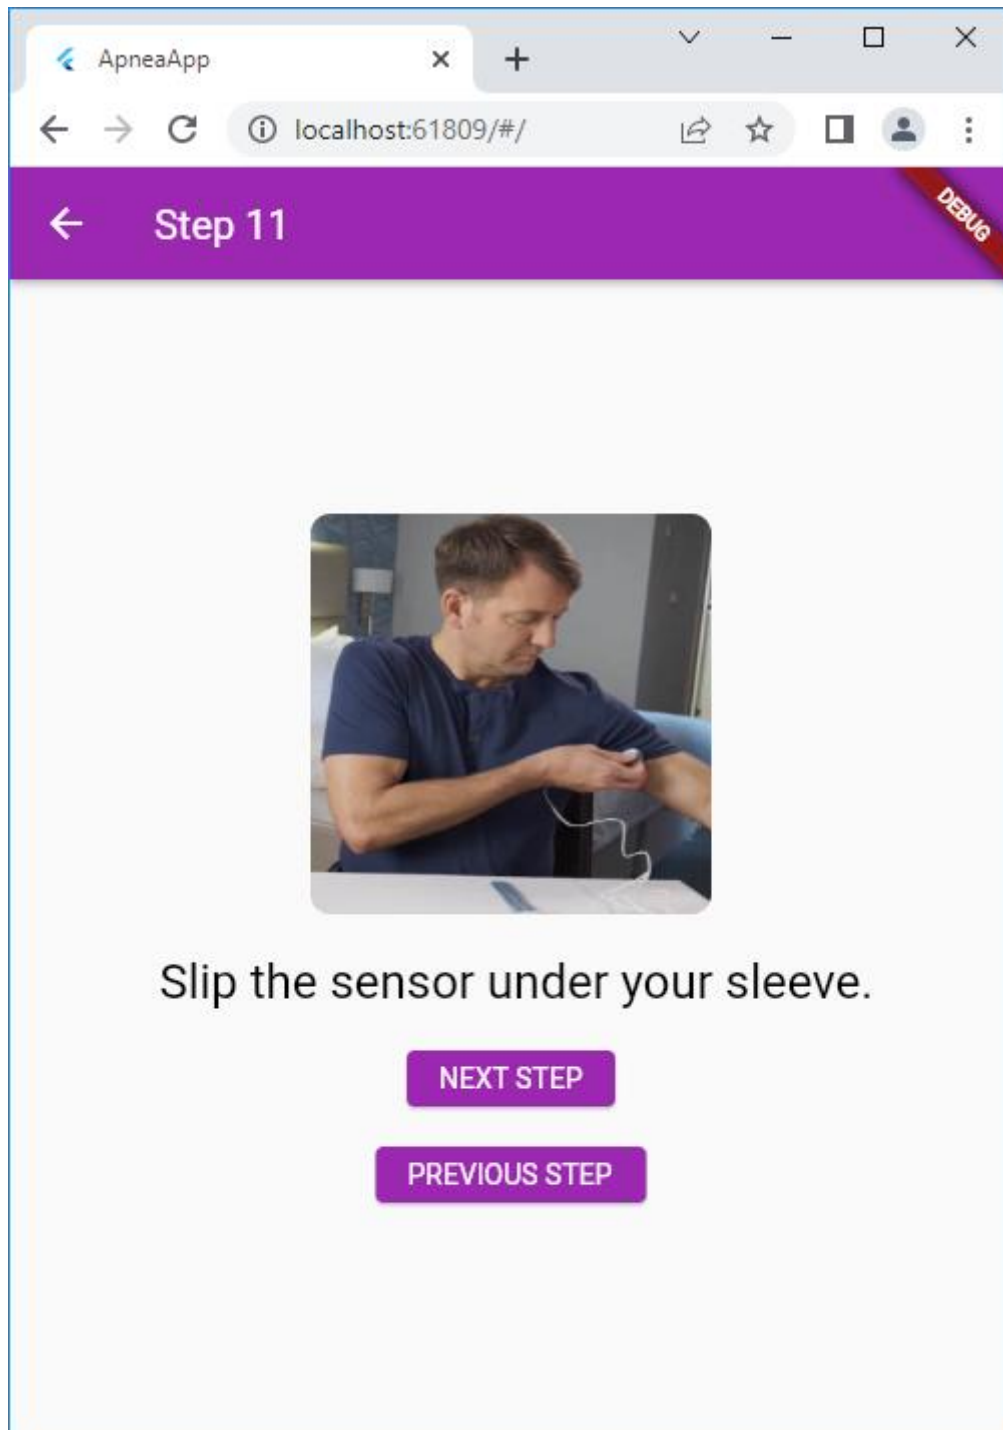 ApneaApp
localhost:61809/#/
Step 11
DEBUG
Slip the sensor under your sleeve.
NEXT STEP
PREVIOUS STEP